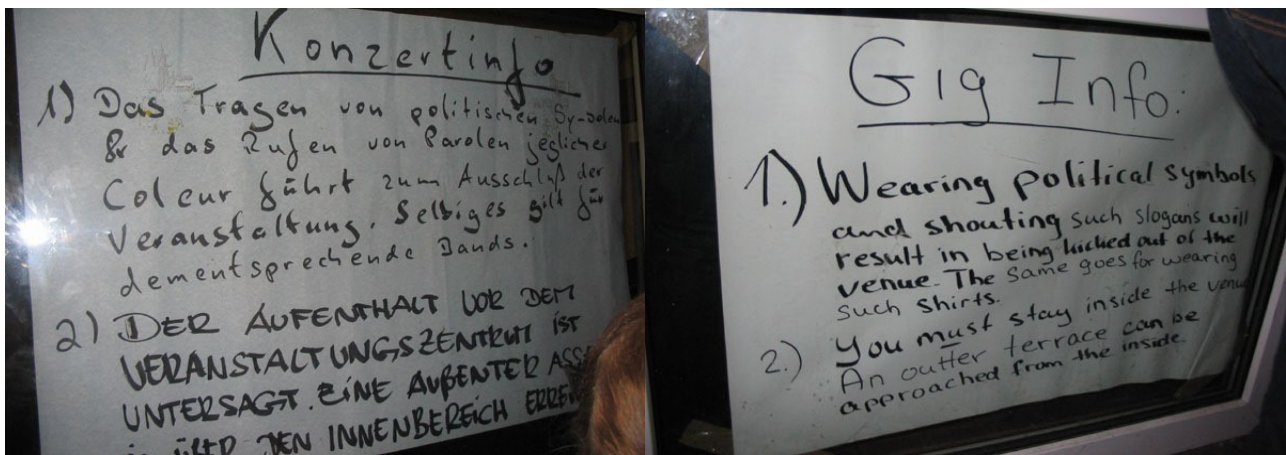 Konzertinfo
1) Das Tragen von politischen Symbolen
& das Rufen von Parolen jeglicher
Coleur führt zum Ausschluß der
Veranstaltung. Selbiges gilt für
dementsprechende Bands.
2) DER AUFENTHALT VOR DEM
VERANSTALTUNGSZENTRUM IST
UNTERSAGT. EINE AUßENTERASS
ÜBER DEN INNENBEREICH ERREI
Gig Info:
1.) Wearing political symbols
and shouting such slogans will
result in being kicked out of the
venue. The same goes for wearing
such shirts.
2.) You must stay inside the venue
An outter terrace can be
approached from the inside.